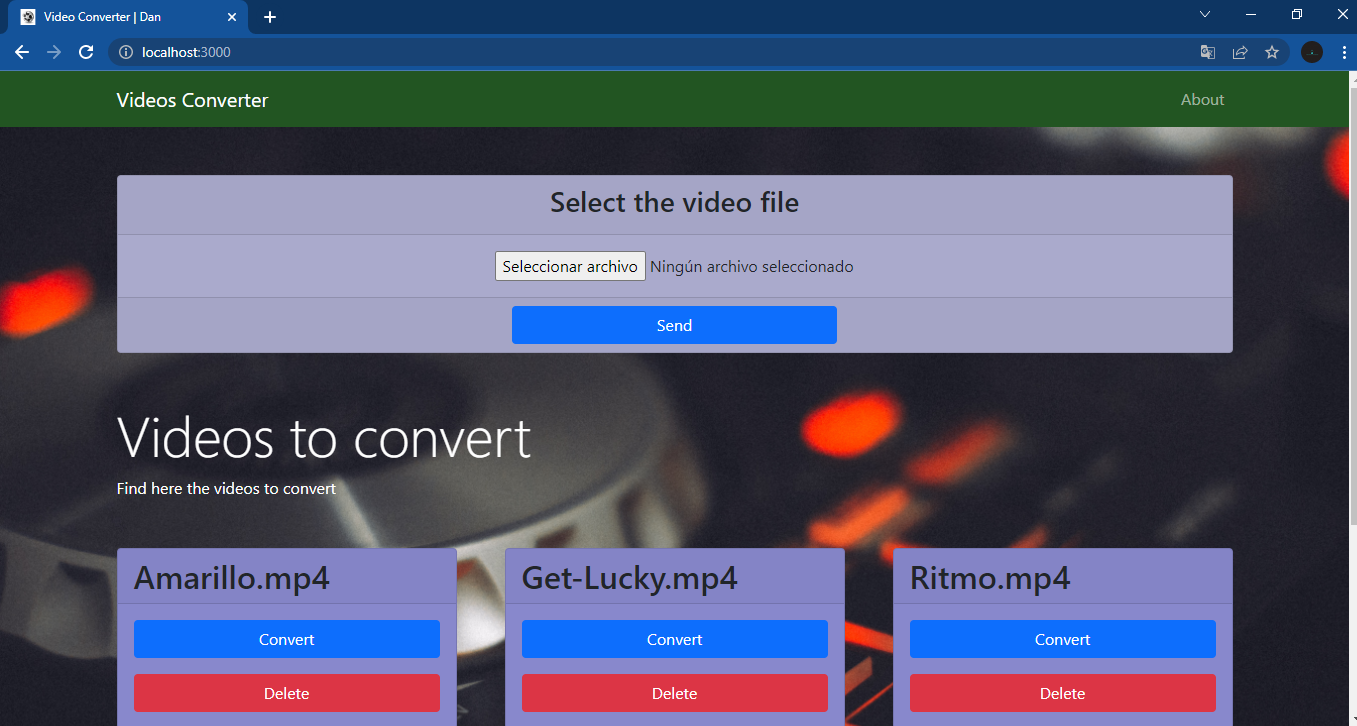 Video Converter | Dan
localhost:3000
Videos Converter
About
Select the video file
Seleccionar archivo Ningún archivo seleccionado
Send
Videos to convert
Find here the videos to convert
Amarillo.mp4
Convert
Delete
Get-Lucky.mp4
Convert
Delete
Ritmo.mp4
Convert
Delete